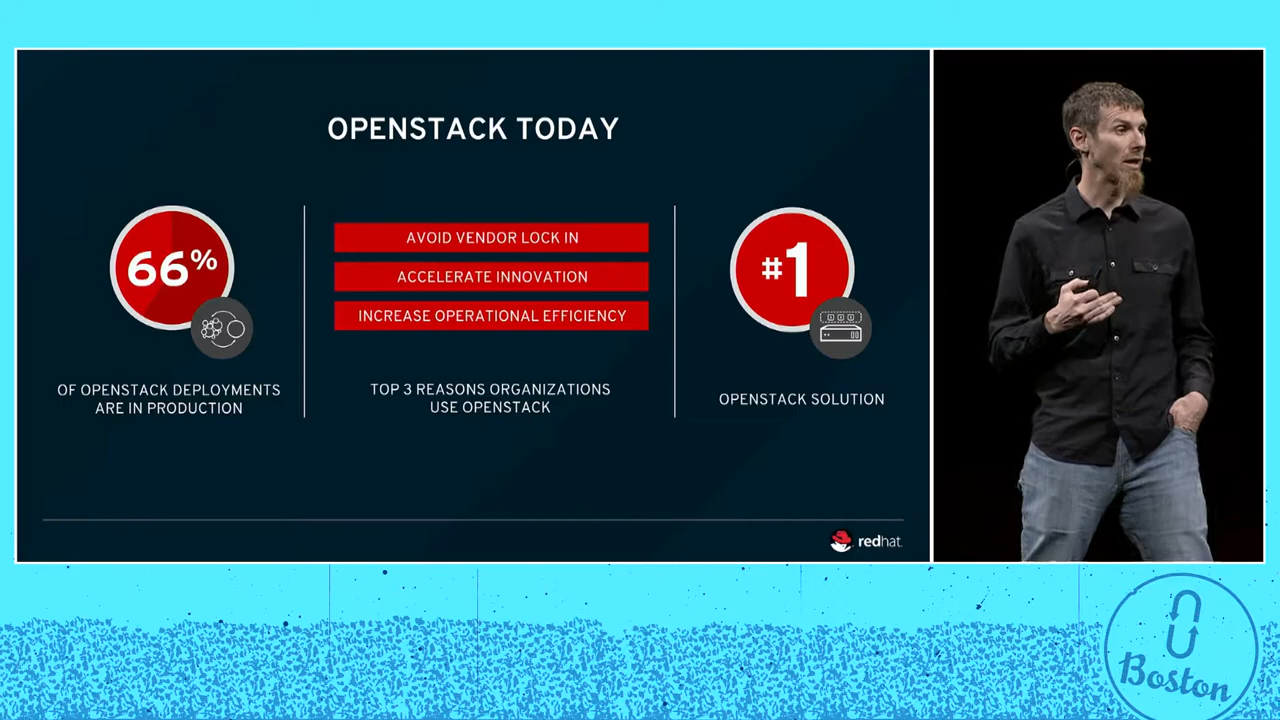 OPENSTACK TODAY
66%
OF OPENSTACK DEPLOYMENTS
ARE IN PRODUCTION
AVOID VENDOR LOCK IN
ACCELERATE INNOVATION
INCREASE OPERATIONAL EFFICIENCY
TOP 3 REASONS ORGANIZATIONS
USE OPENSTACK
#1
OPENSTACK SOLUTION
redhat.
Boston